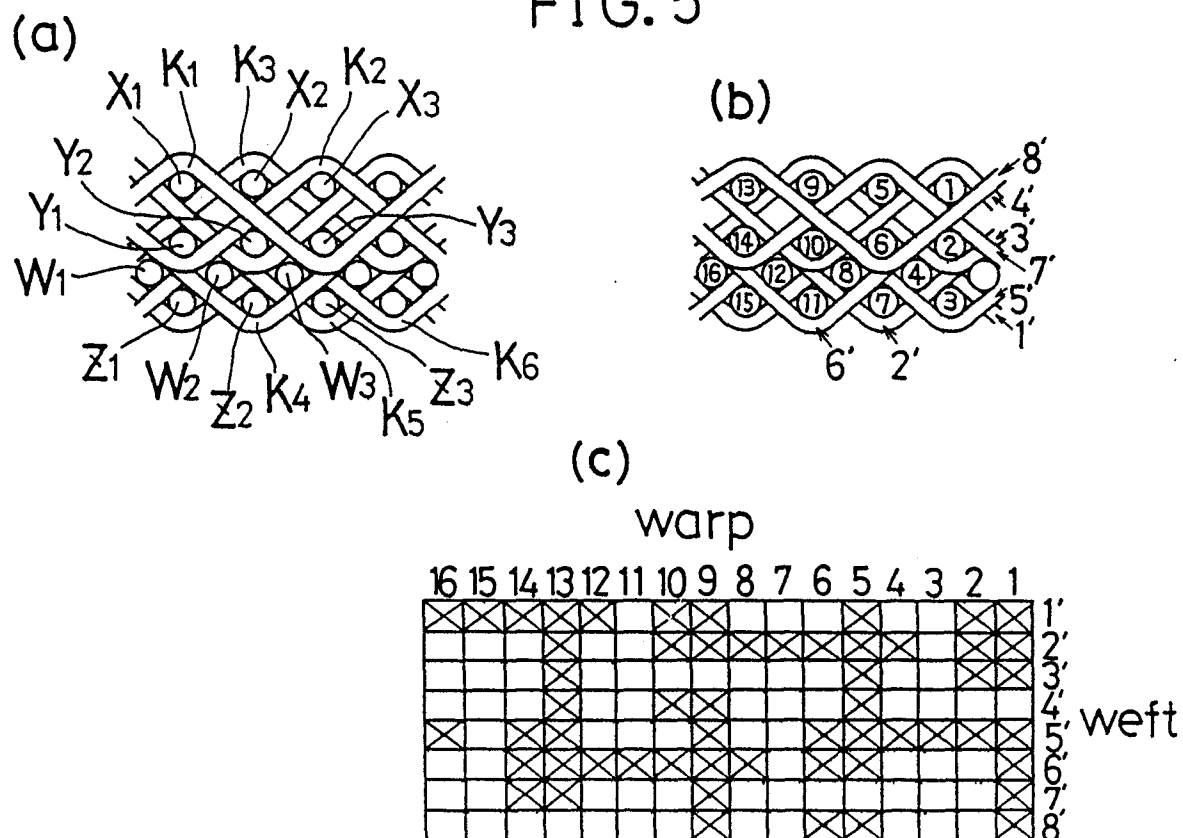 FIG. 5
(a)
X1 K1 K3 X2 K2 X3
Y2
Y1 Y3
W1
Z1 W2 Z2 K4 W3 K5 Z3 K6
(b)
13 9 5 1 8'
4'
14 10 6 2 3'
16 12 8 4 7'
15 11 7 3 5'
1'
6' 2'
(c)
warp
16 15 14 13 12 11 10 9 8 7 6 5 4 3 2 1
1'
2'
3'
4'
weft
5'
6'
7'
8'